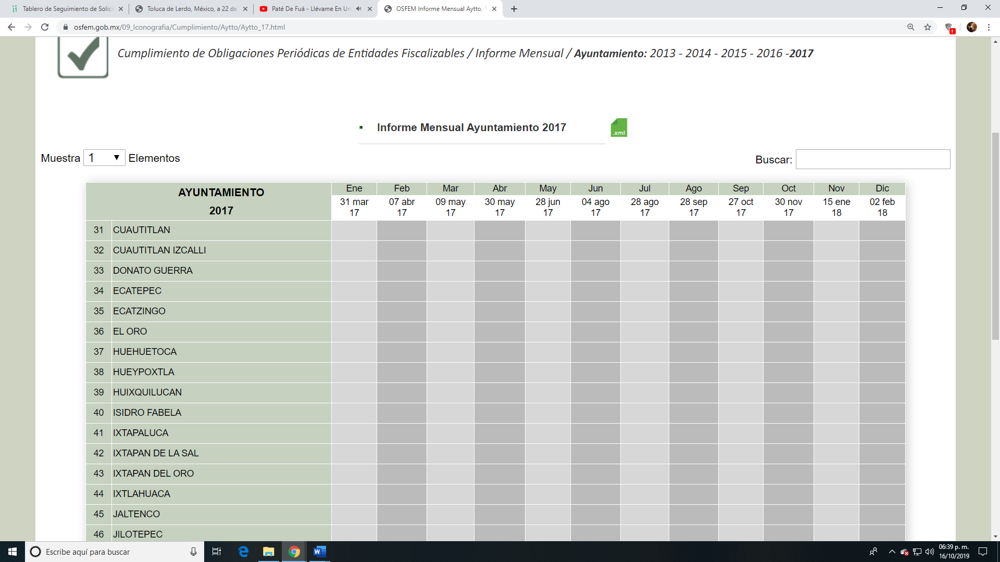 Tablero de Seguimiento de Solici
Toluca de Lerdo, México, a 22 de
Paté De Fuá - Llévame En Un
OSFEM Informe Mensual Aytto. 1
osfem.gob.mx/09_Iconografia/Cumplimiento/Aytto/Aytto_17.html
Cumplimiento de Obligaciones Periódicas de Entidades Fiscalizables / Informe Mensual / Ayuntamiento: 2013 - 2014 - 2015 - 2016 -2017
Informe Mensual Ayuntamiento 2017
.xml
Muestra 1 Elementos
Buscar:
AYUNTAMIENTO
2017
Ene Feb Mar Abr May Jun Jul Ago Sep Oct Nov Dic
31 mar 17 07 abr 17 09 may 17 30 may 17 28 jun 17 04 ago 17 28 ago 17 28 sep 17 27 oct 17 30 nov 17 15 ene 18 02 feb 18
31 CUAUTITLAN
32 CUAUTITLAN IZCALLI
33 DONATO GUERRA
34 ECATEPEC
35 ECATZINGO
36 EL ORO
37 HUEHUETOCA
38 HUEYPOXTLA
39 HUIXQUILUCAN
40 ISIDRO FABELA
41 IXTAPALUCA
42 IXTAPAN DE LA SAL
43 IXTAPAN DEL ORO
44 IXTLAHUACA
45 JALTENCO
46 JILOTEPEC
Escribe aquí para buscar
06:39 p. m.
16/10/2019